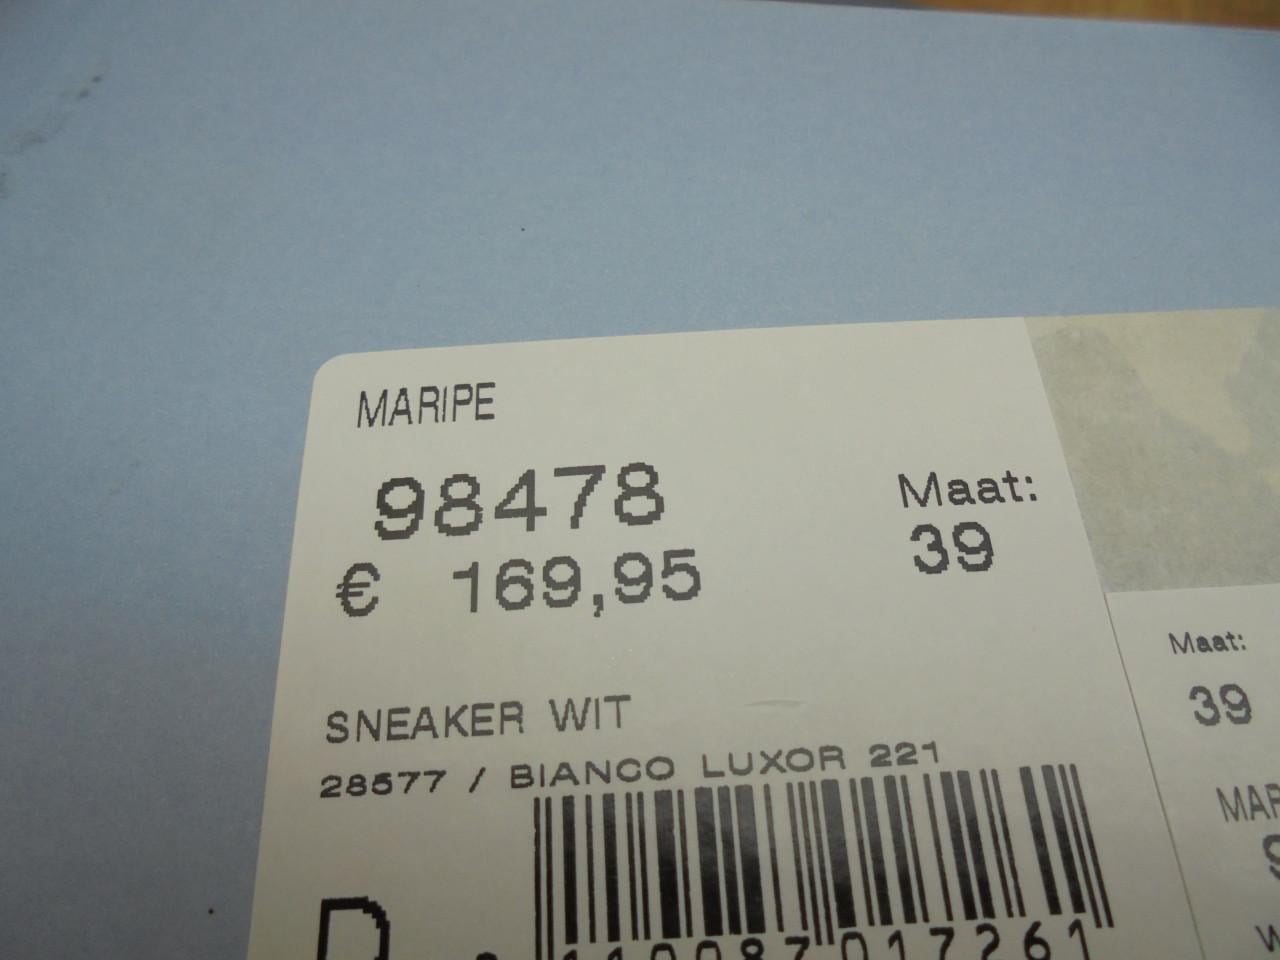 MARIPE
98478
Maat:
39
€ 169,95
SNEAKER WIT
28577 / BIANCO LUXOR 221
Maat:
39